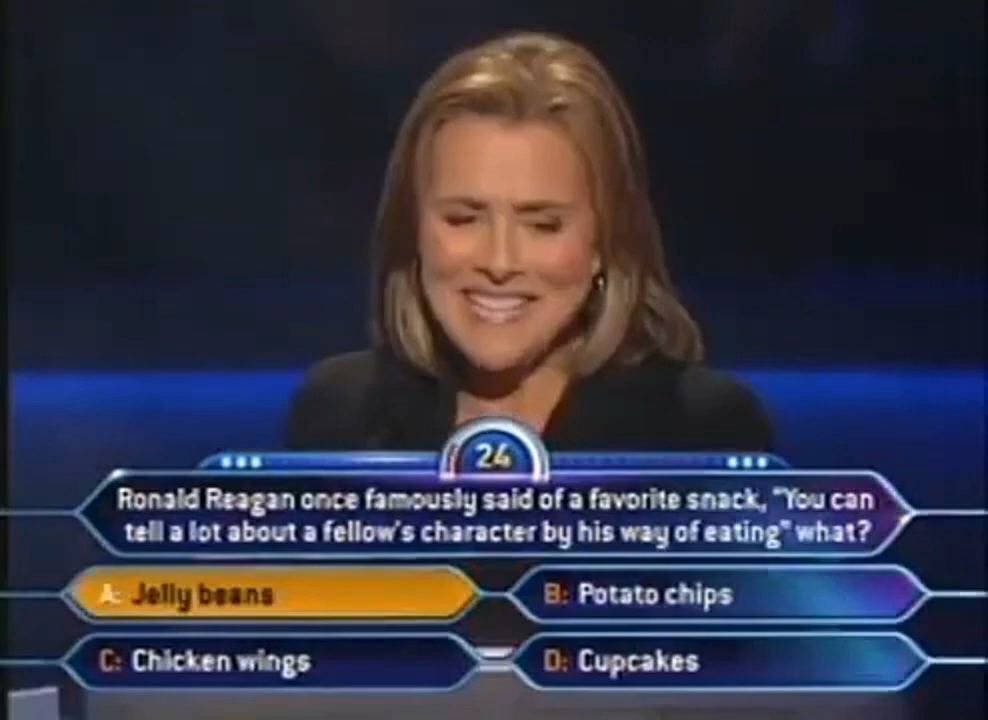 24
Ronald Reagan once famously said of a favorite snack, "You can
tell a lot about a fellow's character by his way of eating" what?
A: Jelly beans
B: Potato chips
C: Chicken wings
D: Cupcakes